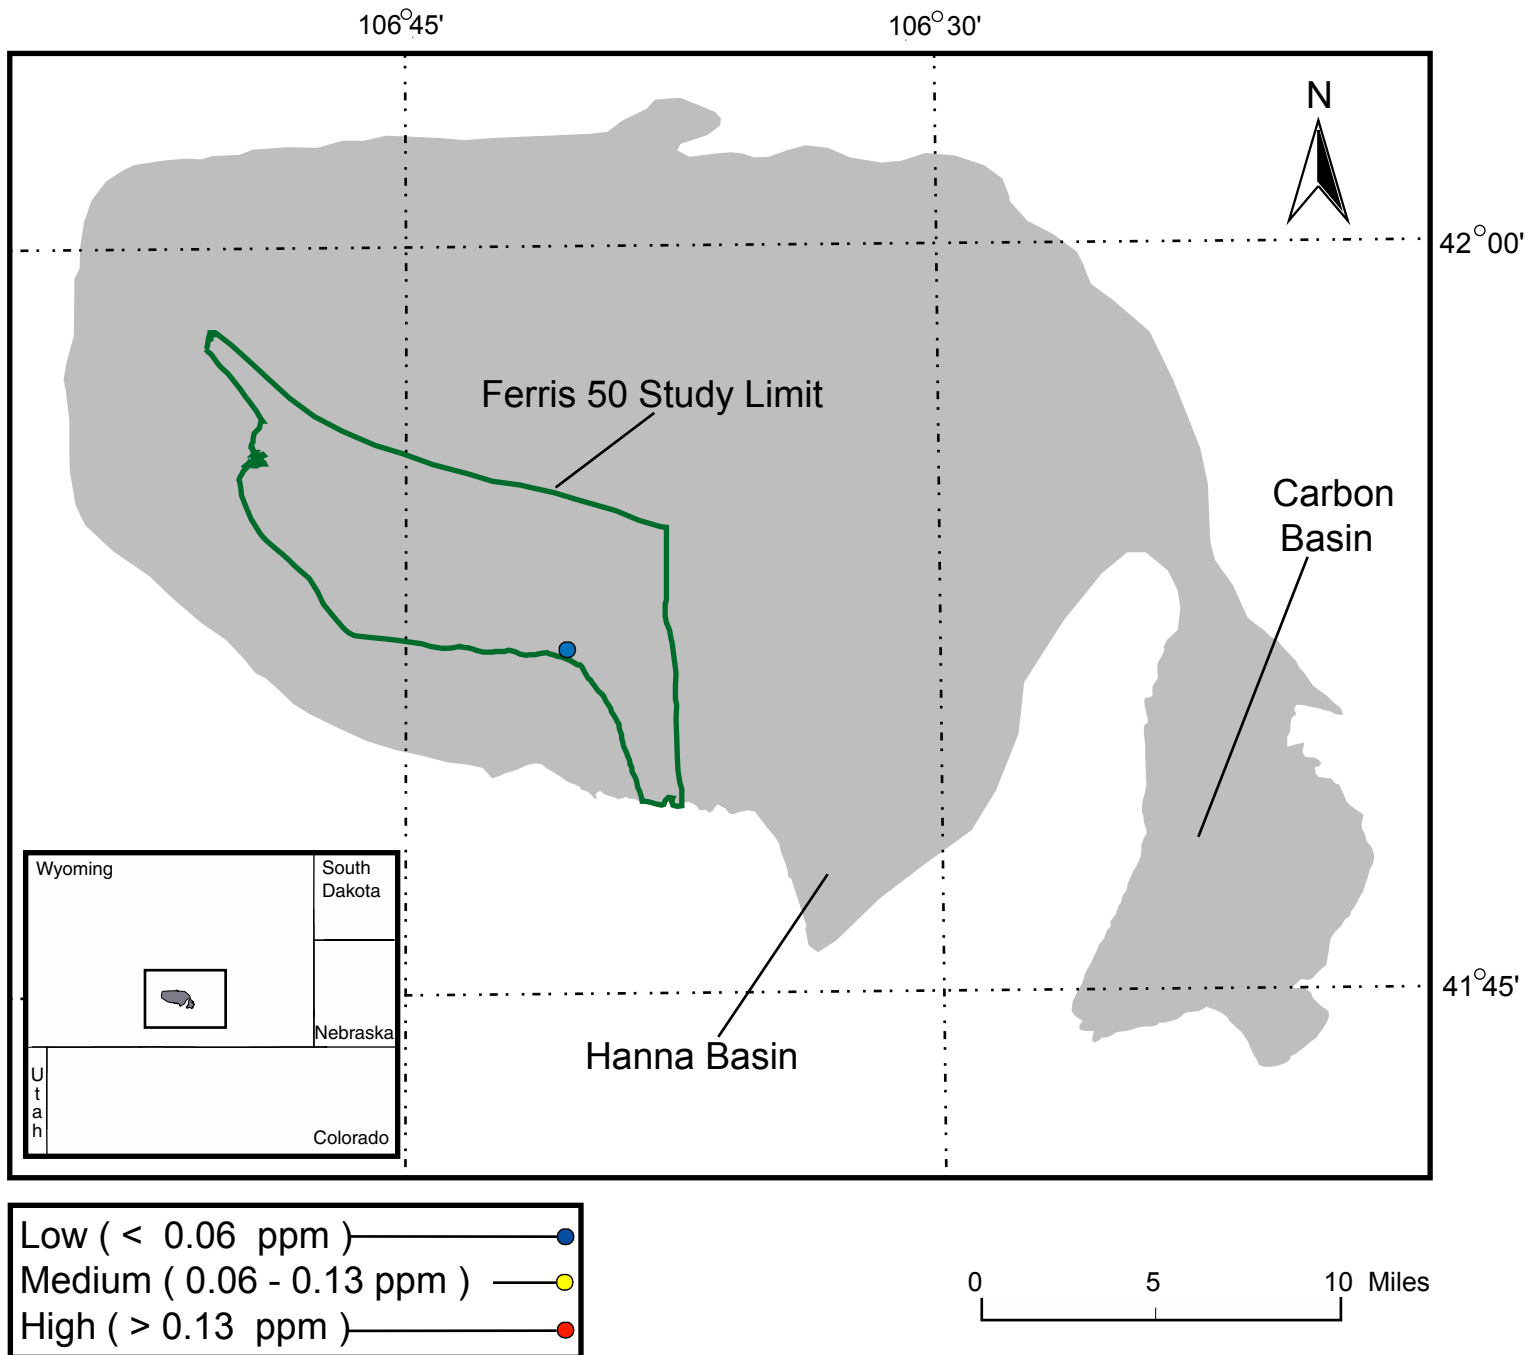 106°45'
106°30'
N
42°00'
Ferris 50 Study Limit
Carbon
Basin
41°45'
Hanna Basin
Wyoming
South
Dakota
Nebraska
Utah
Colorado
Low ( < 0.06 ppm )
Medium ( 0.06 - 0.13 ppm )
High ( > 0.13 ppm )
0 5 10 Miles